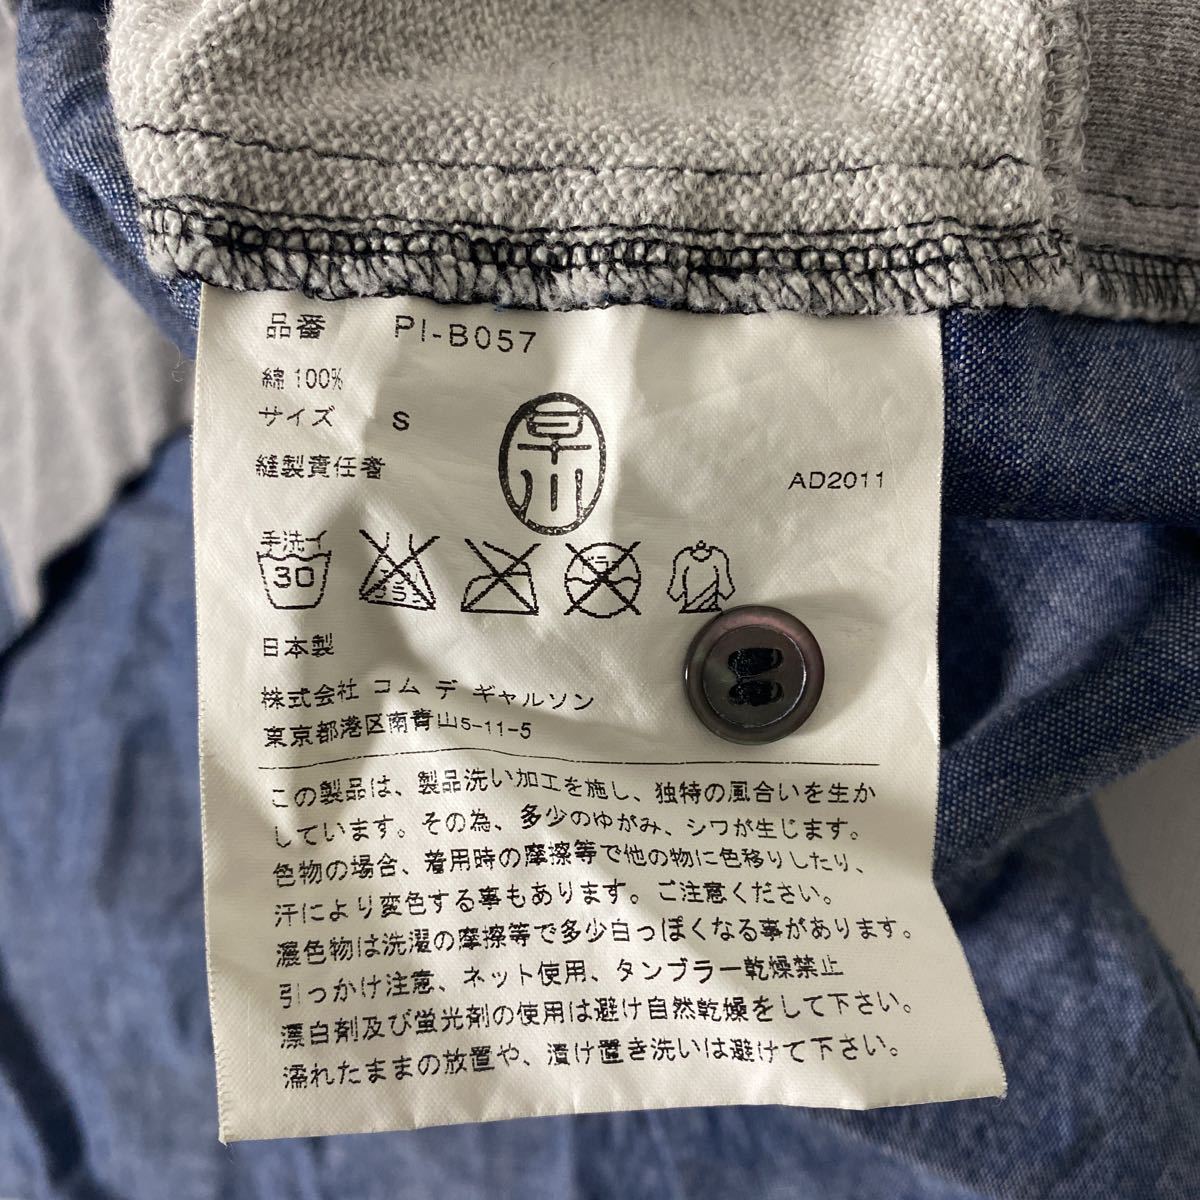 品番 PI-B057
綿 100%
サイズ S
早川
縫製責任者
AD2011
手洗イ
30
エンソ
サラシ
ドライ
日本製
株式会社 コム デ ギャルソン
東京都港区南青山5-11-5
この製品は、製品洗い加工を施し、独特の風合いを生か
しています。その為、多少のゆがみ、シワが生じます。
色物の場合、着用時の摩擦等で他の物に色移りしたり、
汗により変色する事もあります。ご注意ください。
濃色物は洗濯の摩擦等で多少白っぽくなる事があります。
引っかけ注意、ネット使用、タンブラー乾燥禁止
漂白剤及び蛍光剤の使用は避け自然乾燥をして下さい。
濡れたままの放置や、漬け置き洗いは避けて下さい。